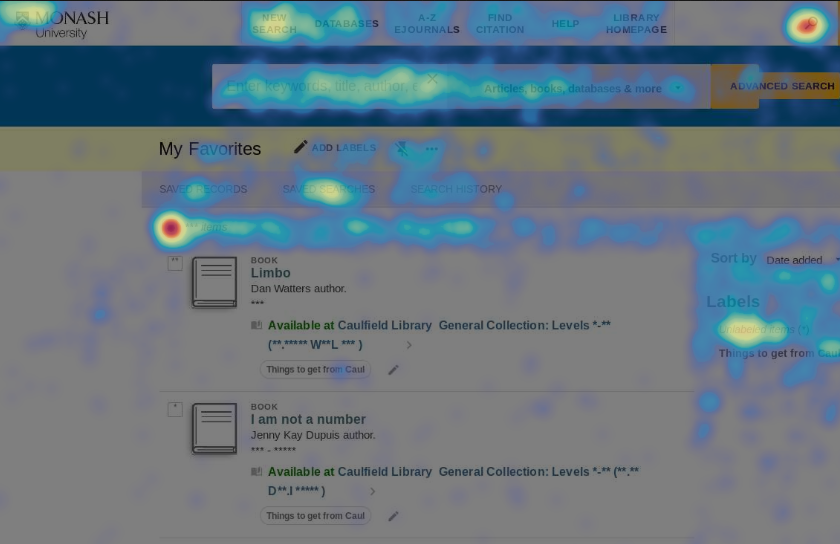 MONASH
University
NEW SEARCH
DATABASES
A-Z EJOURNALS
FIND CITATION
HELP
LIBRARY HOMEPAGE
Enter keywords, title, author,
Articles, books, databases & more
ADVANCED SEARCH
My Favorites
ADD LABELS
SAVED RECORDS
SAVED SEARCHES
SEARCH HISTORY
items
Sort by Date added
Labels
Unlabeled items (*)
Things to get from Caul
**
BOOK
Limbo
Dan Watters author.
***
Available at Caulfield Library General Collection: Levels *-**
(**.***** W**L *** )
Things to get from Caul
*
BOOK
I am not a number
Jenny Kay Dupuis author.
*** - *****
Available at Caulfield Library General Collection: Levels *-** (**.**
D**.I ***** )
Things to get from Caul